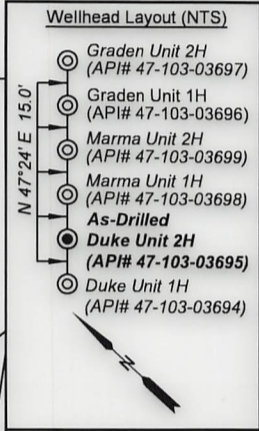 Wellhead Layout (NTS)
Graden Unit 2H
(API# 47-103-03697)
Graden Unit 1H
(API# 47-103-03696)
Marma Unit 2H
(API# 47-103-03699)
Marma Unit 1H
(API# 47-103-03698)
As-Drilled
Duke Unit 2H
(API# 47-103-03695)
Duke Unit 1H
(API# 47-103-03694)
N 47°24' E 15.0'
N